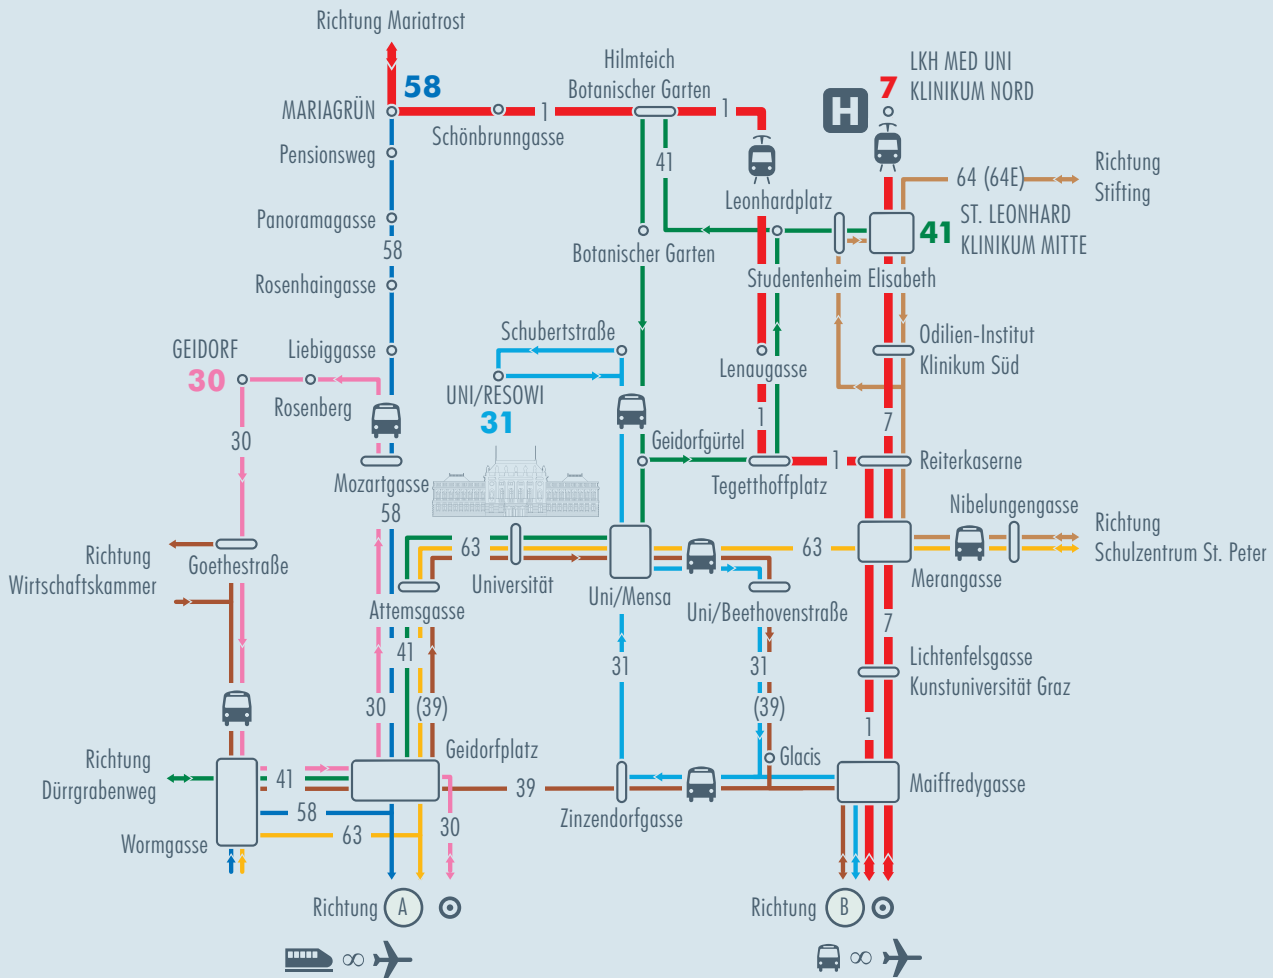 Richtung Mariatrost
58
MARIAGRÜN
1
Schönbrunngasse
Hilmteich
Botanischer Garten
1
7
LKH MED UNI
KLINIKUM NORD
H
Pensionsweg
41
64 (64E)
Richtung
Stifting
Leonhardplatz
Panoramagasse
58
Botanischer Garten
41
ST. LEONHARD
KLINIKUM MITTE
Studentenheim Elisabeth
Rosenhaingasse
Schubertstraße
Odilien-Institut
Klinikum Süd
GEIDORF
30
Liebiggasse
Lenaugasse
Rosenberg
UNI/RESOWI
31
1
7
30
Geidorfgürtel
1
Reiterkaserne
Mozartgasse
Tegetthoffplatz
58
Nibelungengasse
Richtung
Wirtschaftskammer
Goethestraße
63
Universität
63
Richtung
Schulzentrum St. Peter
Attemsgasse
Uni/Mensa
Uni/Beethovenstraße
Merangasse
7
41
31
31
Lichtenfelsgasse
Kunstuniversität Graz
30
(39)
(39)
1
Richtung
Dürrgrabenweg
41
Geidorfplatz
Glacis
39
Maiffredygasse
58
Zinzendorfgasse
Wormgasse
63
30
Richtung A
Richtung B